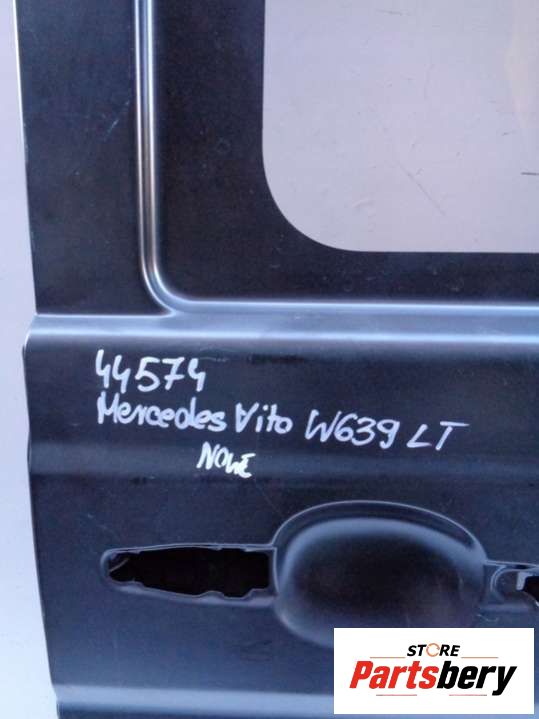 44574
Mercedes Vito W639 LT
NOWE
STORE
Partsbery